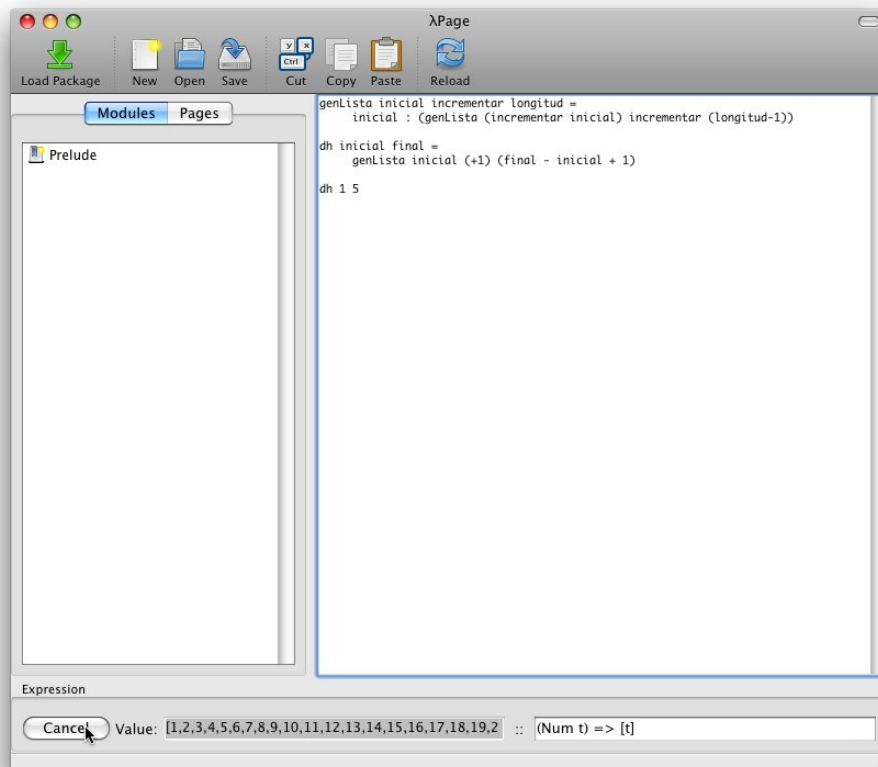 λPage
Load Package New Open Save Cut Copy Paste Reload
y x
Ctrl
Modules Pages
Prelude
genLista inicial incrementar longitud =
inicial : (genLista (incrementar inicial) incrementar (longitud-1))
dh inicial final =
genLista inicial (+1) (final - inicial + 1)
dh 1 5
Expression
Cancel Value: [1,2,3,4,5,6,7,8,9,10,11,12,13,14,15,16,17,18,19,2 :: (Num t) => [t]